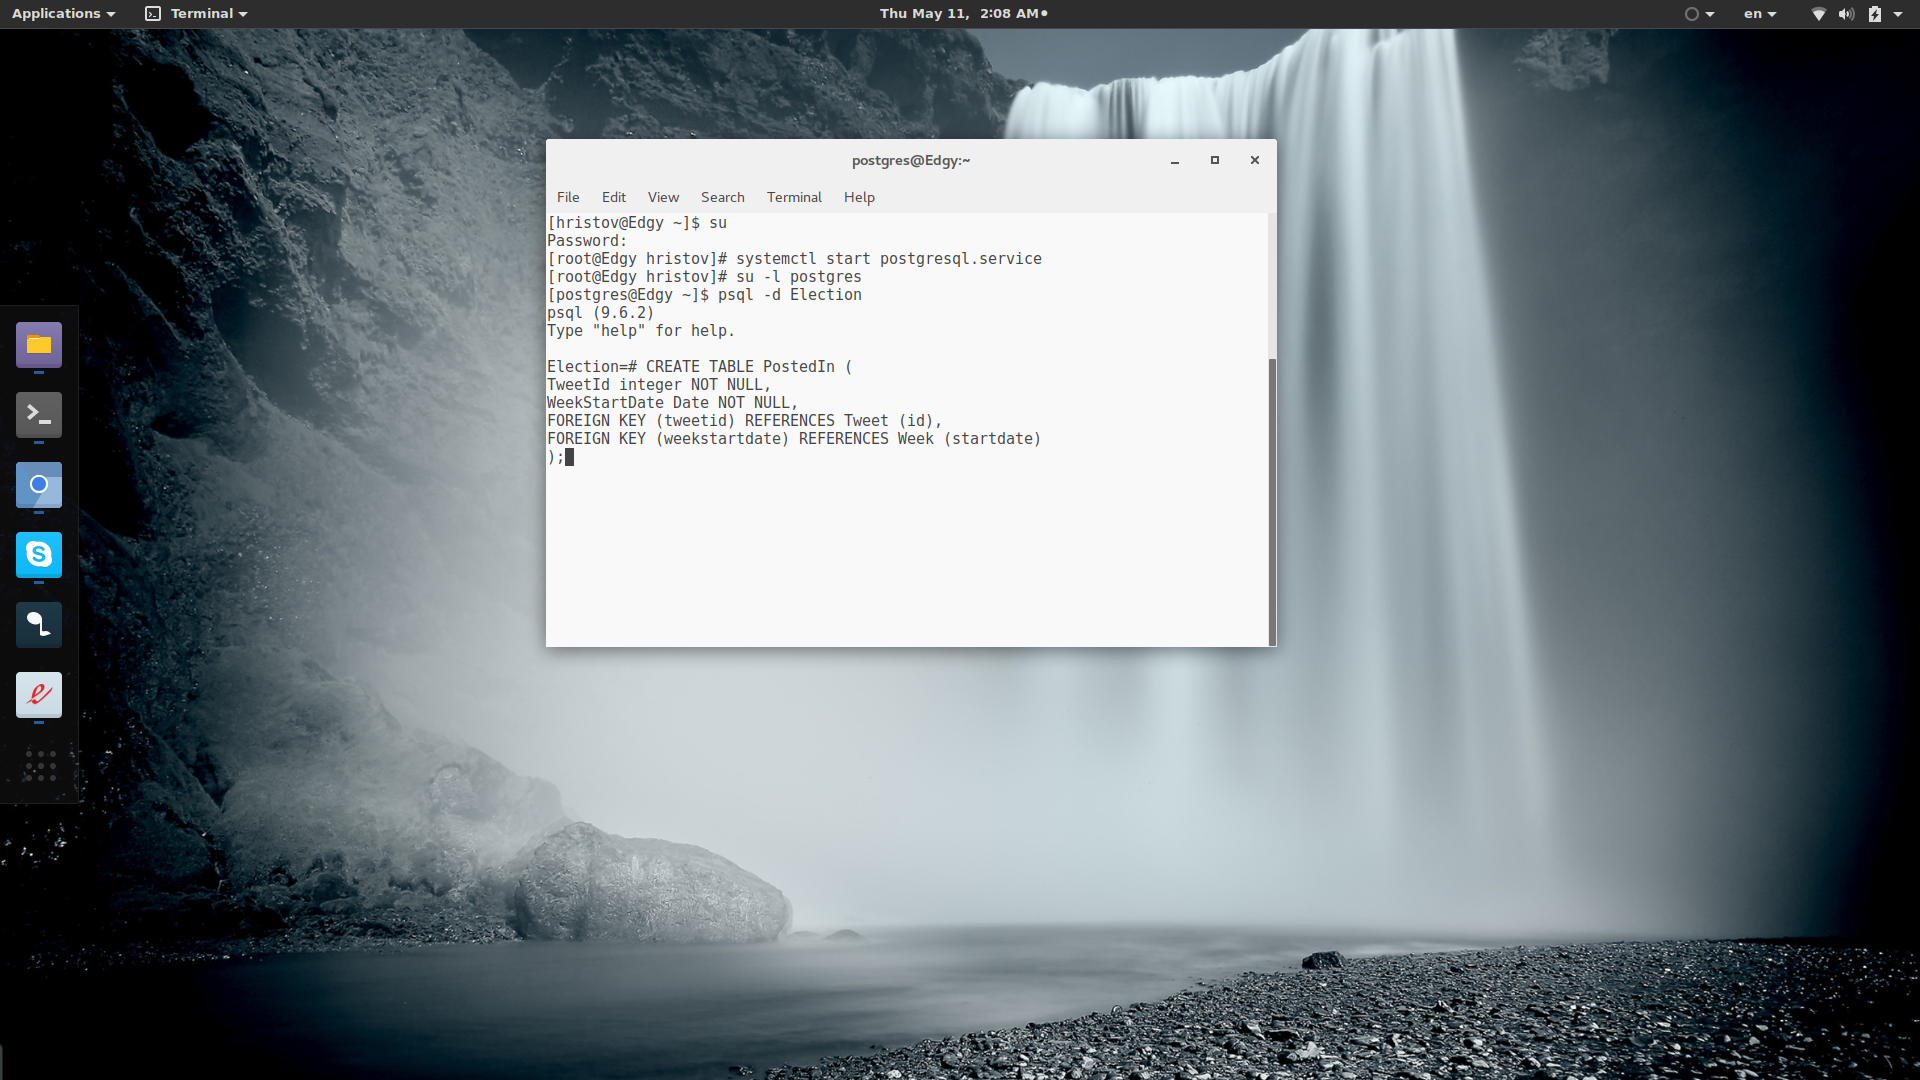 Applications Terminal Thu May 11, 2:08 AM en
postgres@Edgy:~
File Edit View Search Terminal Help
[hristov@Edgy ~]$ su
Password:
[root@Edgy hristov]# systemctl start postgresql.service
[root@Edgy hristov]# su -l postgres
[postgres@Edgy ~]$ psql -d Election
psql (9.6.2)
Type "help" for help.
Election=# CREATE TABLE PostedIn (
TweetId integer NOT NULL,
WeekStartDate Date NOT NULL,
FOREIGN KEY (tweetid) REFERENCES Tweet (id),
FOREIGN KEY (weekstartdate) REFERENCES Week (startdate)
);